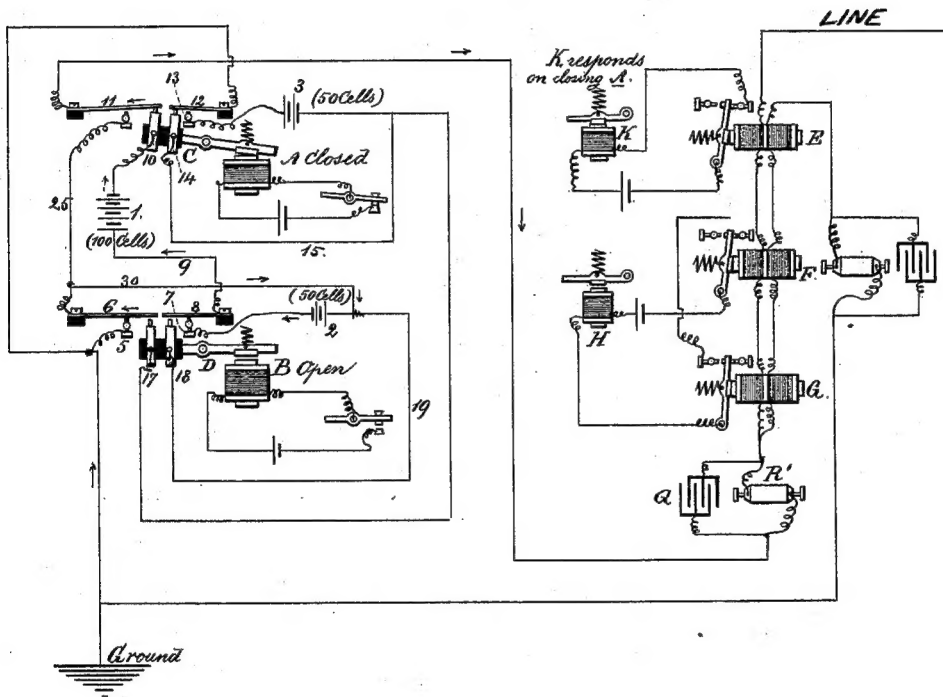 LINE
13
11
12
3
(50 Cells)
K responds
on closing A.
K
E
10
C
A Closed
14
25
1.
(100 Cells)
15.
9
30
(50 Cells)
7
6
8
2
F.
H
5
D
B Open
17
18
19
G.
Q
R'
Ground